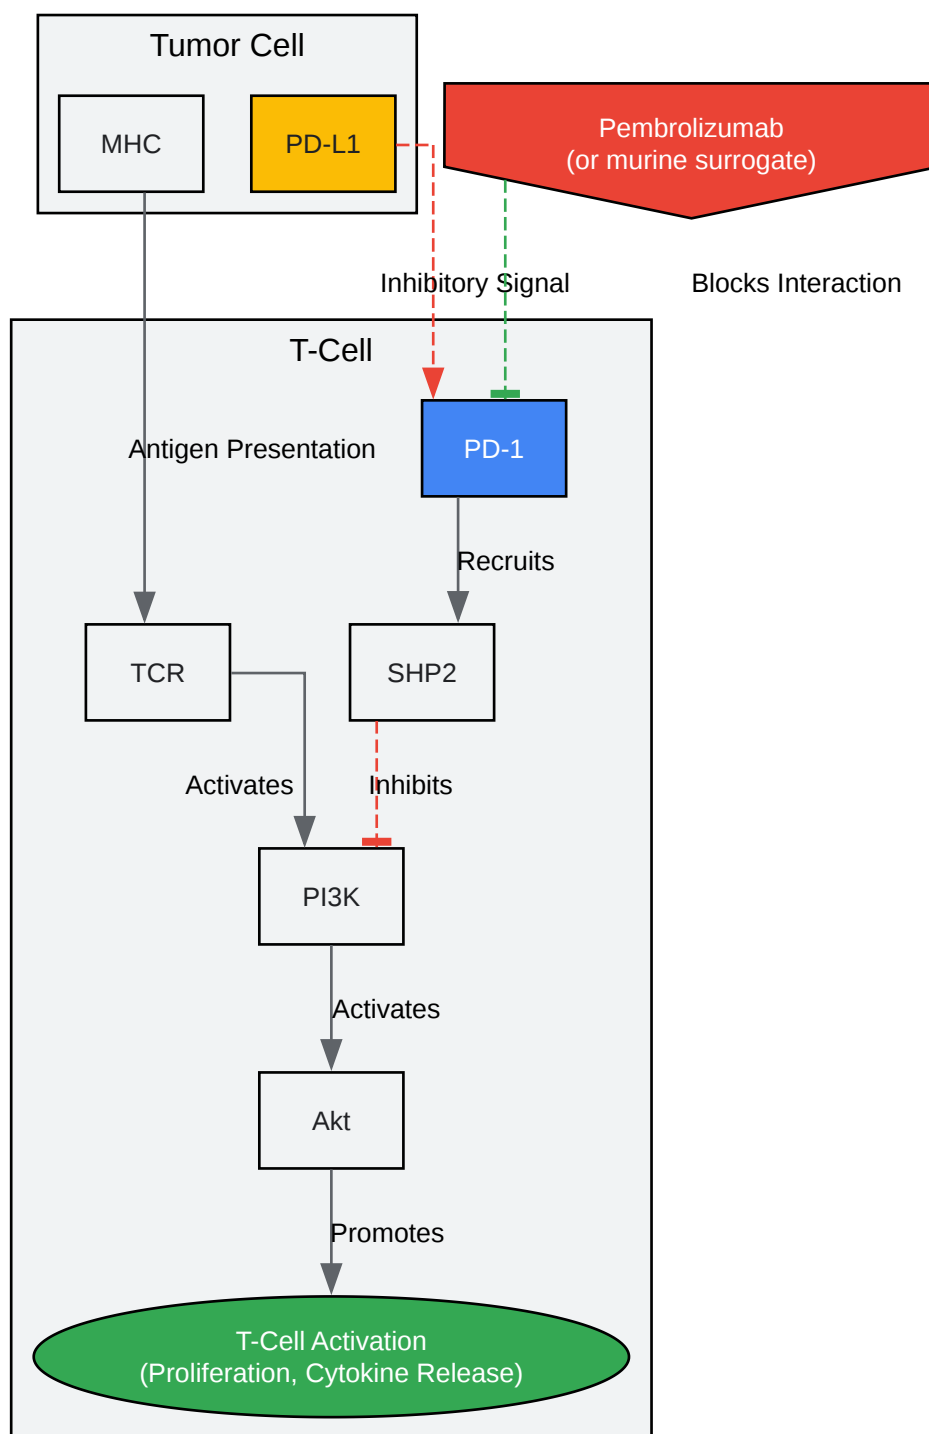 Tumor Cell
MHC
PD-L1
Pembrolizumab
(or murine surrogate)
Inhibitory Signal
Blocks Interaction
T-Cell
Antigen Presentation
PD-1
Recruits
TCR
SHP2
Activates
Inhibits
PI3K
Activates
Akt
Promotes
T-Cell Activation
(Proliferation, Cytokine Release)